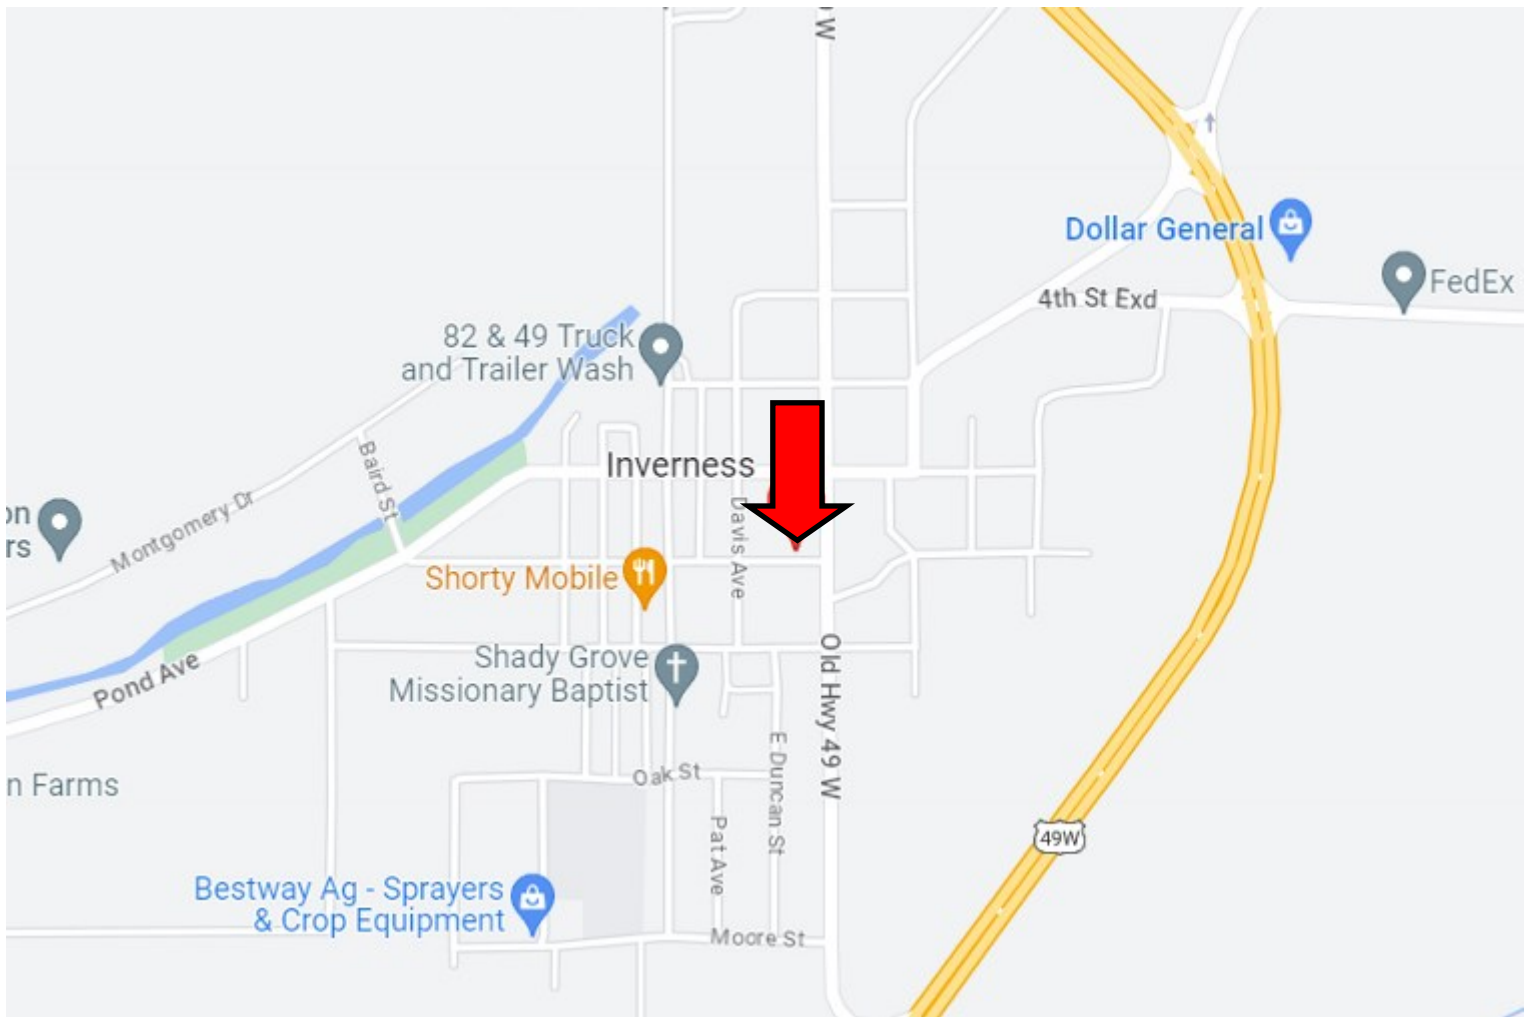 W
Dollar General
FedEx
4th St Exd
82 & 49 Truck
and Trailer Wash
Inverness
Baird St
on
rs
Montgomery Dr
Davis Ave
Shorty Mobile
Shady Grove
Missionary Baptist
Pond Ave
Old Hwy 49 W
E Duncan St
Oak St
n Farms
Pat Ave
49W
Bestway Ag - Sprayers
& Crop Equipment
Moore St